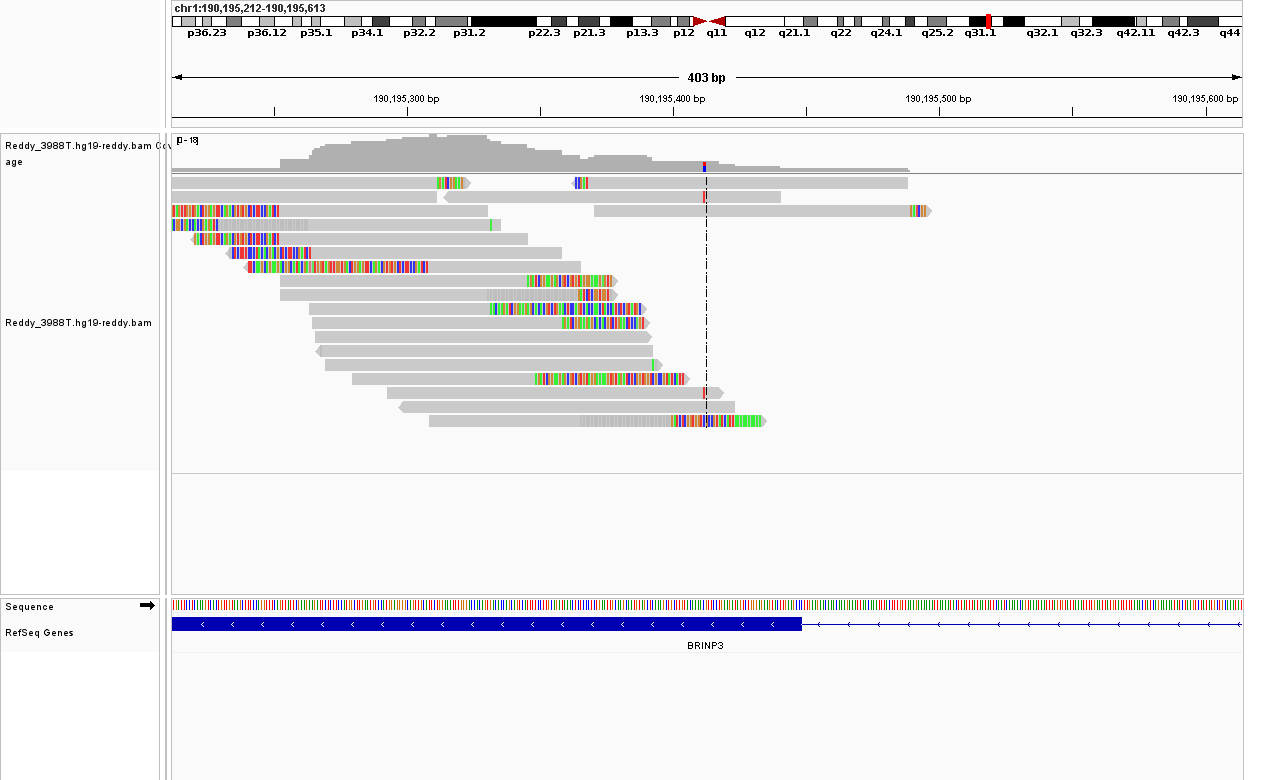 chr1:190,195,212-190,195,613
p36.23 p36.12 p35.1 p34.1 p32.2 p31.2 p22.3 p21.3 p13.3 p12 q11 q12 q21.1 q22 q24.1 q25.2 q31.1 q32.1 q32.3 q42.11 q42.3 q44
403 bp
190,195,300 bp 190,195,400 bp 190,195,500 bp 190,195,600 bp
[0 - 18]
Reddy_3988T.hg19-reddy.bam Cov
age
Reddy_3988T.hg19-reddy.bam
Sequence
RefSeq Genes
BRINP3